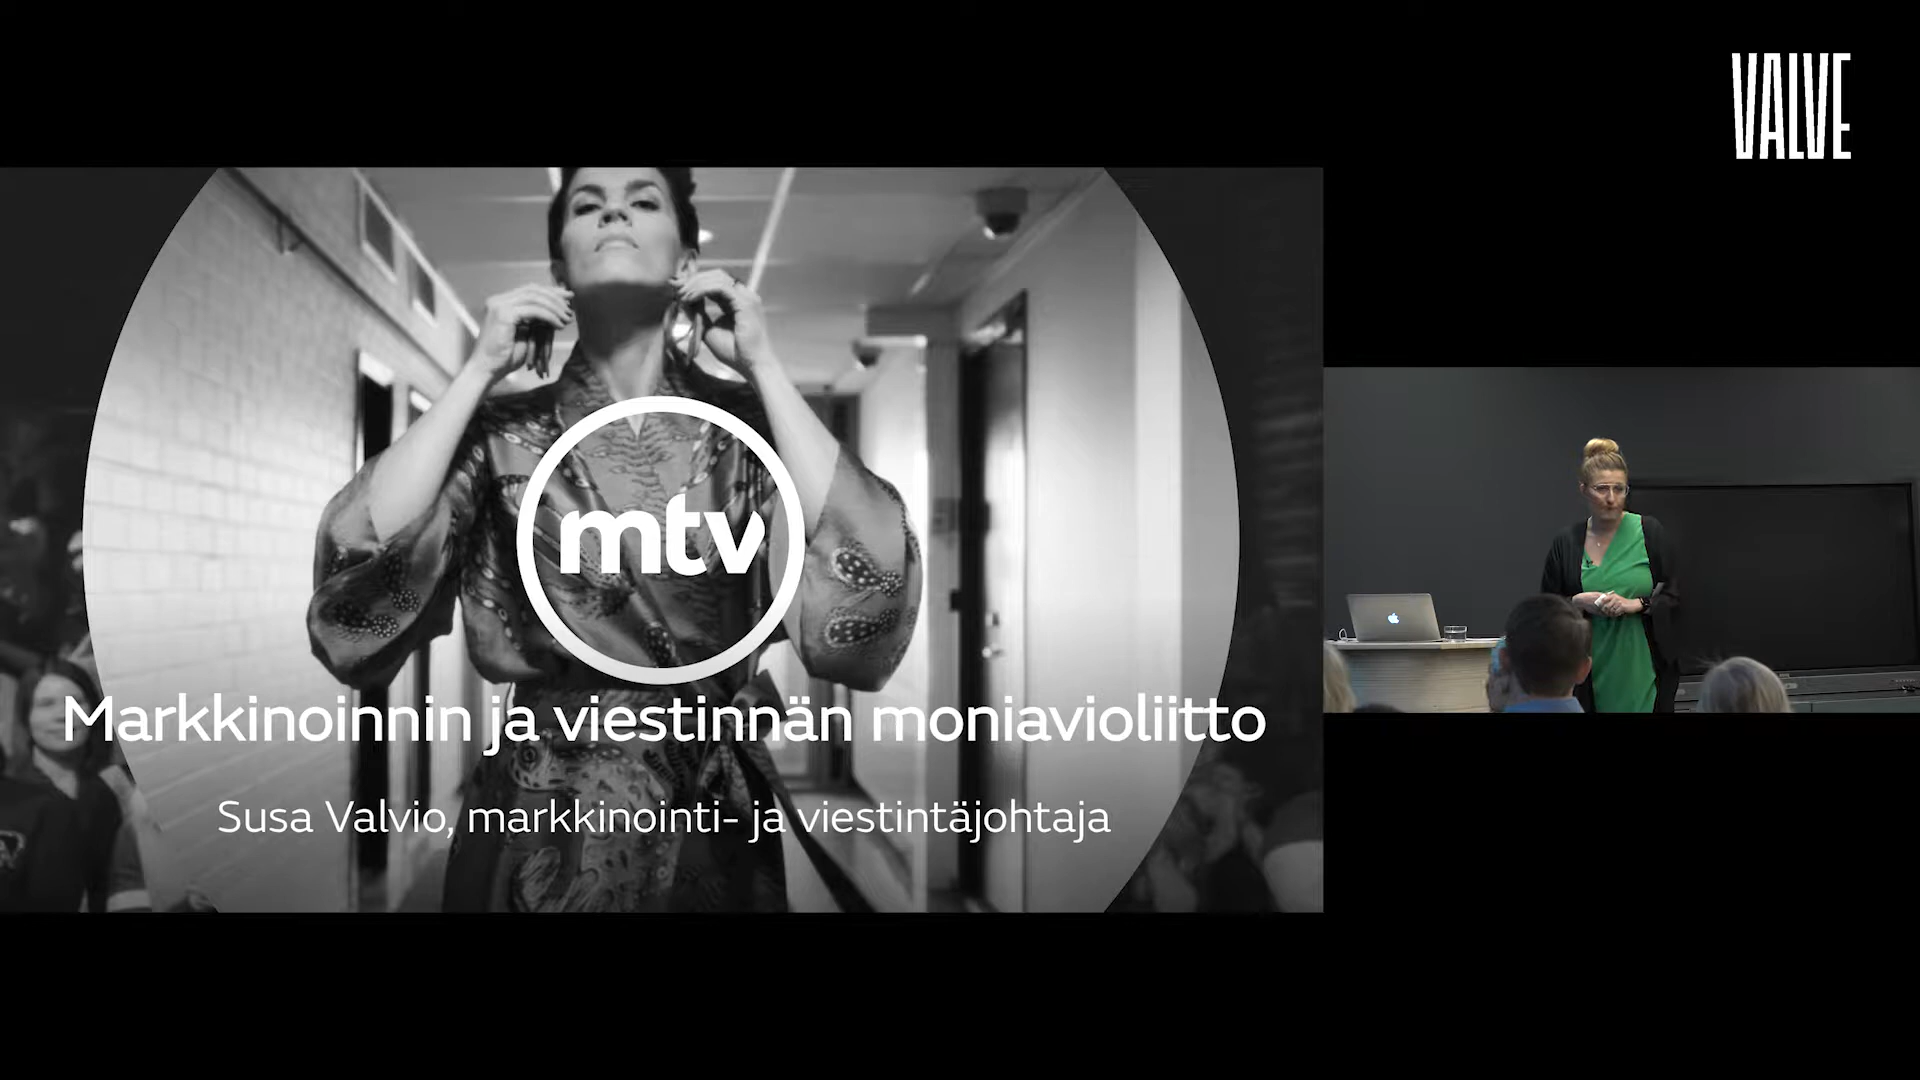 VALVE
mtv
Markkinoinnin ja viestinnän moniavioliitto
Susa Valvio, markkinointi- ja viestintäjohtaja